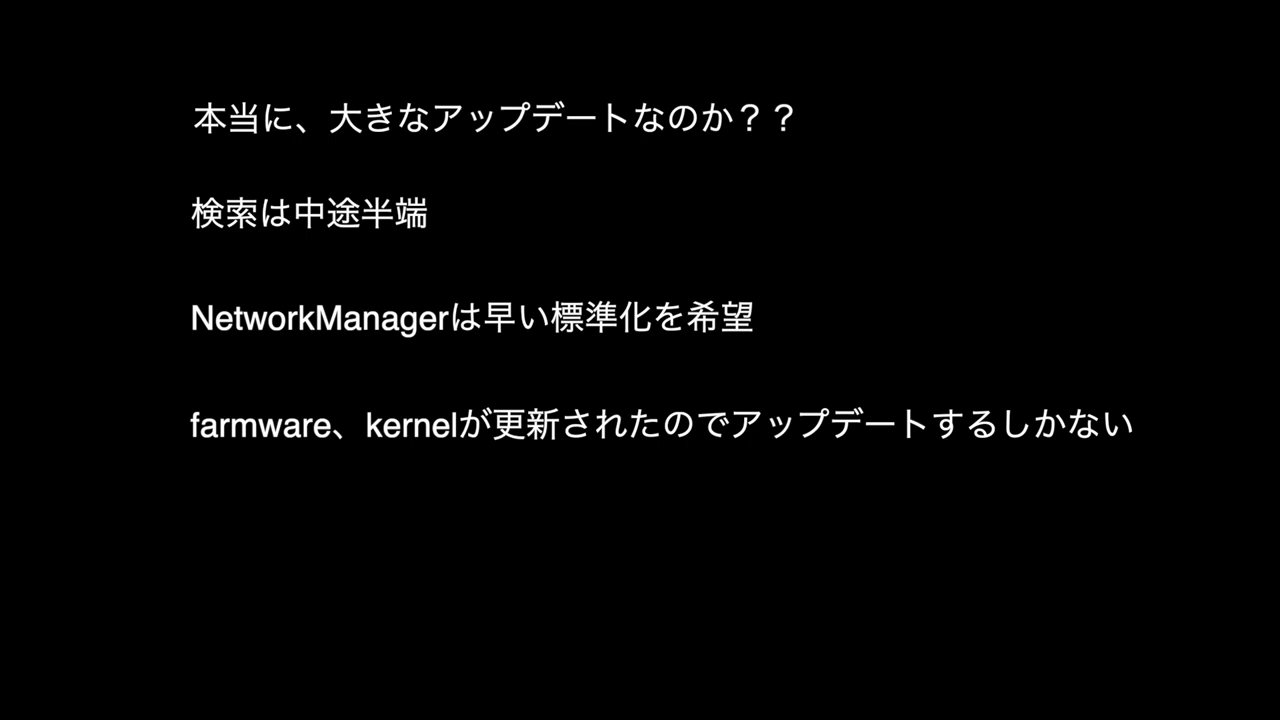 本当に、大きなアップデートなのか？？
検索は中途半端
NetworkManagerは早い標準化を希望
farmware、kernelが更新されたのでアップデートするしかない